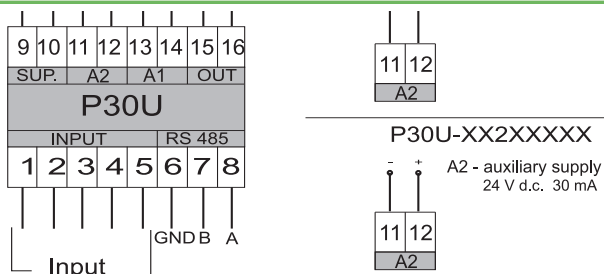 9 10 11 12 13 14 15 16
SUP. A2 A1 OUT
P30U
INPUT RS 485
1 2 3 4 5 6 7 8
GND B A
Input
11 12
A2
P30U-XX2XXXXX
- +
A2 - auxiliary supply
24 V d.c. 30 mA
11 12
A2